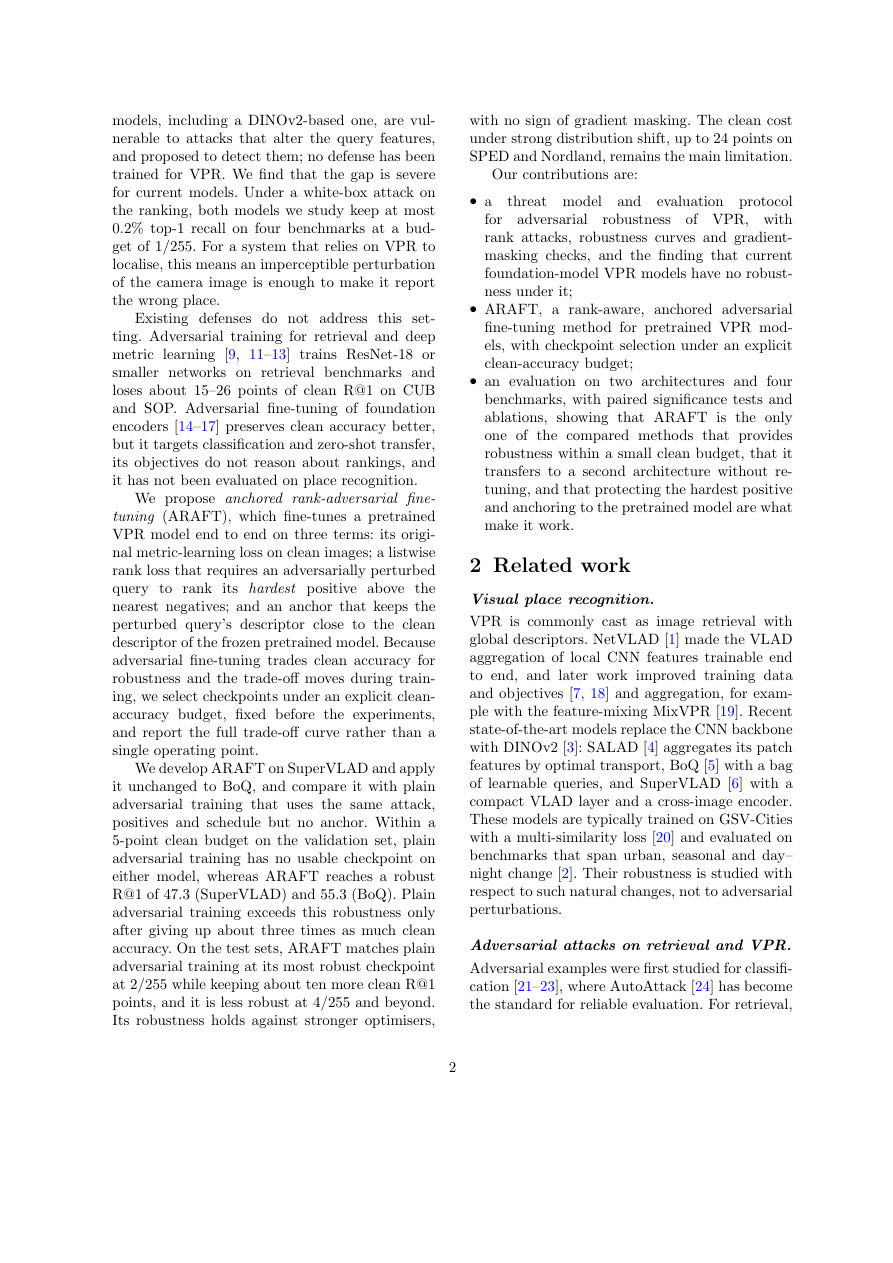 models, including a DINOv2-based one, are vul-
nerable to attacks that alter the query features,
and proposed to detect them; no defense has been
trained for VPR. We find that the gap is severe
for current models. Under a white-box attack on
the ranking, both models we study keep at most
0.2% top-1 recall on four benchmarks at a bud-
get of 1/255. For a system that relies on VPR to
localise, this means an imperceptible perturbation
of the camera image is enough to make it report
the wrong place.
Existing defenses do not address this set-
ting. Adversarial training for retrieval and deep
metric learning [9, 11–13] trains ResNet-18 or
smaller networks on retrieval benchmarks and
loses about 15–26 points of clean R@1 on CUB
and SOP. Adversarial fine-tuning of foundation
encoders [14–17] preserves clean accuracy better,
but it targets classification and zero-shot transfer,
its objectives do not reason about rankings, and
it has not been evaluated on place recognition.
We propose anchored rank-adversarial fine-
tuning (ARAFT), which fine-tunes a pretrained
VPR model end to end on three terms: its origi-
nal metric-learning loss on clean images; a listwise
rank loss that requires an adversarially perturbed
query to rank its hardest positive above the
nearest negatives; and an anchor that keeps the
perturbed query's descriptor close to the clean
descriptor of the frozen pretrained model. Because
adversarial fine-tuning trades clean accuracy for
robustness and the trade-off moves during train-
ing, we select checkpoints under an explicit clean-
accuracy budget, fixed before the experiments,
and report the full trade-off curve rather than a
single operating point.
We develop ARAFT on SuperVLAD and apply
it unchanged to BoQ, and compare it with plain
adversarial training that uses the same attack,
positives and schedule but no anchor. Within a
5-point clean budget on the validation set, plain
adversarial training has no usable checkpoint on
either model, whereas ARAFT reaches a robust
R@1 of 47.3 (SuperVLAD) and 55.3 (BoQ). Plain
adversarial training exceeds this robustness only
after giving up about three times as much clean
accuracy. On the test sets, ARAFT matches plain
adversarial training at its most robust checkpoint
at 2/255 while keeping about ten more clean R@1
points, and it is less robust at 4/255 and beyond.
Its robustness holds against stronger optimisers,
with no sign of gradient masking. The clean cost
under strong distribution shift, up to 24 points on
SPED and Nordland, remains the main limitation.
Our contributions are:
• a threat model and evaluation protocol
for adversarial robustness of VPR, with
rank attacks, robustness curves and gradient-
masking checks, and the finding that current
foundation-model VPR models have no robust-
ness under it;
• ARAFT, a rank-aware, anchored adversarial
fine-tuning method for pretrained VPR mod-
els, with checkpoint selection under an explicit
clean-accuracy budget;
• an evaluation on two architectures and four
benchmarks, with paired significance tests and
ablations, showing that ARAFT is the only
one of the compared methods that provides
robustness within a small clean budget, that it
transfers to a second architecture without re-
tuning, and that protecting the hardest positive
and anchoring to the pretrained model are what
make it work.
2 Related work
Visual place recognition.
VPR is commonly cast as image retrieval with
global descriptors. NetVLAD [1] made the VLAD
aggregation of local CNN features trainable end
to end, and later work improved training data
and objectives [7, 18] and aggregation, for exam-
ple with the feature-mixing MixVPR [19]. Recent
state-of-the-art models replace the CNN backbone
with DINOv2 [3]: SALAD [4] aggregates its patch
features by optimal transport, BoQ [5] with a bag
of learnable queries, and SuperVLAD [6] with a
compact VLAD layer and a cross-image encoder.
These models are typically trained on GSV-Cities
with a multi-similarity loss [20] and evaluated on
benchmarks that span urban, seasonal and day–
night change [2]. Their robustness is studied with
respect to such natural changes, not to adversarial
perturbations.
Adversarial attacks on retrieval and VPR.
Adversarial examples were first studied for classifi-
cation [21–23], where AutoAttack [24] has become
the standard for reliable evaluation. For retrieval,
2